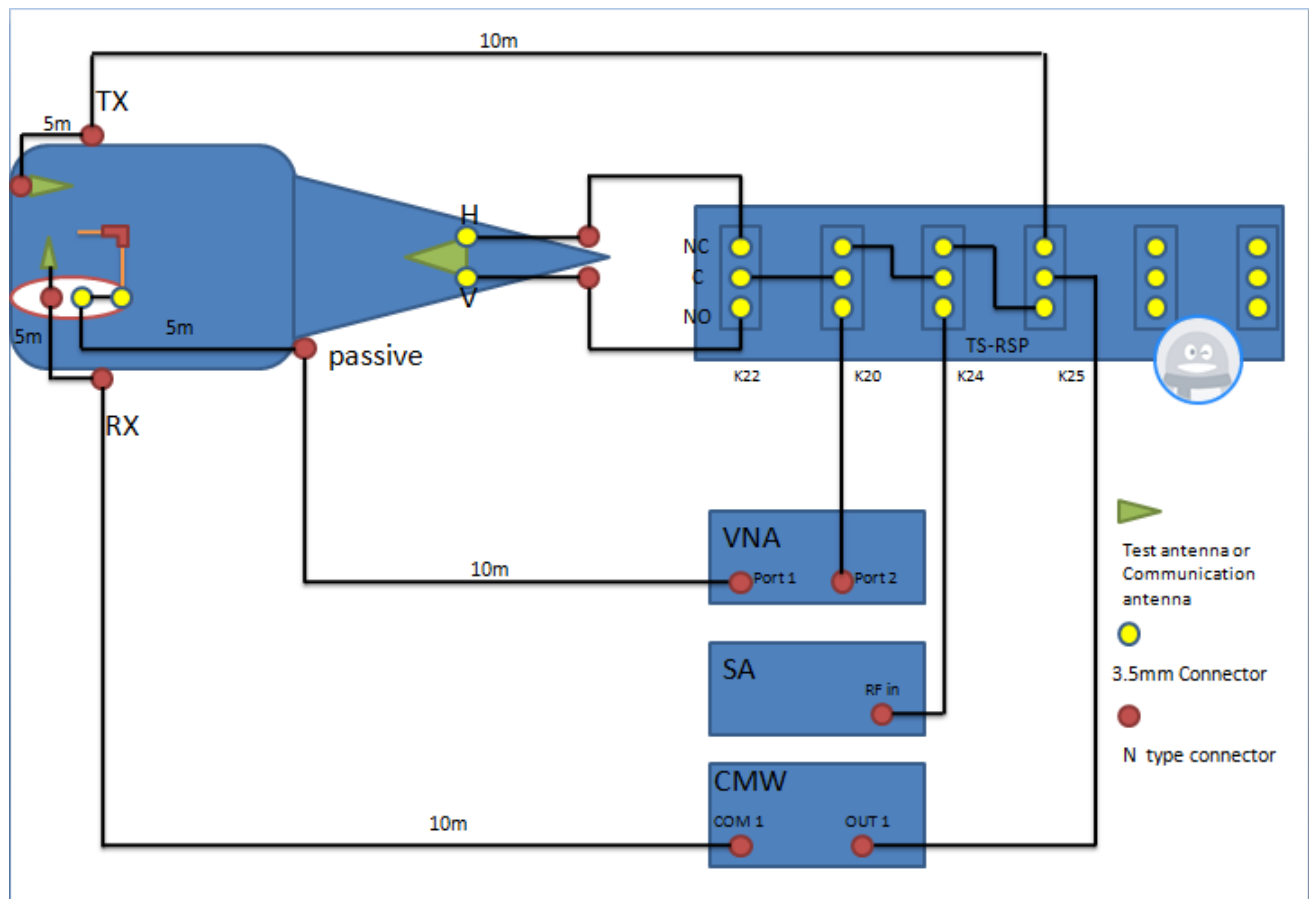 10m
TX
5m
H
V
NC
C
NO
5m
5m
passive
TS-RSP
K22
K20
K24
K25
RX
VNA
Port 1
Port 2
10m
Test antenna or
Communication
antenna
SA
RF in
3.5mm Connector
N type connector
CMW
COM 1
OUT 1
10m